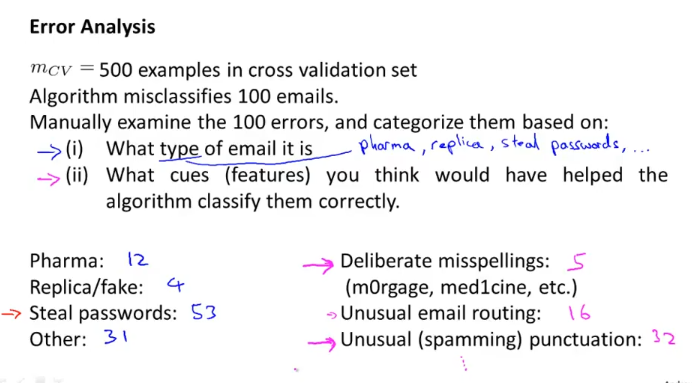 Error Analysis
m_CV = 500 examples in cross validation set
Algorithm misclassifies 100 emails.
Manually examine the 100 errors, and categorize them based on:
→ (i) What type of email it is pharma, replica, steal passwords, ...
→ (ii) What cues (features) you think would have helped the
algorithm classify them correctly.
Pharma: 12
Replica/fake: 4
→ Steal passwords: 53
Other: 31
→ Deliberate misspellings: 5
(m0rgage, med1cine, etc.)
→ Unusual email routing: 16
→ Unusual (spamming) punctuation: 32